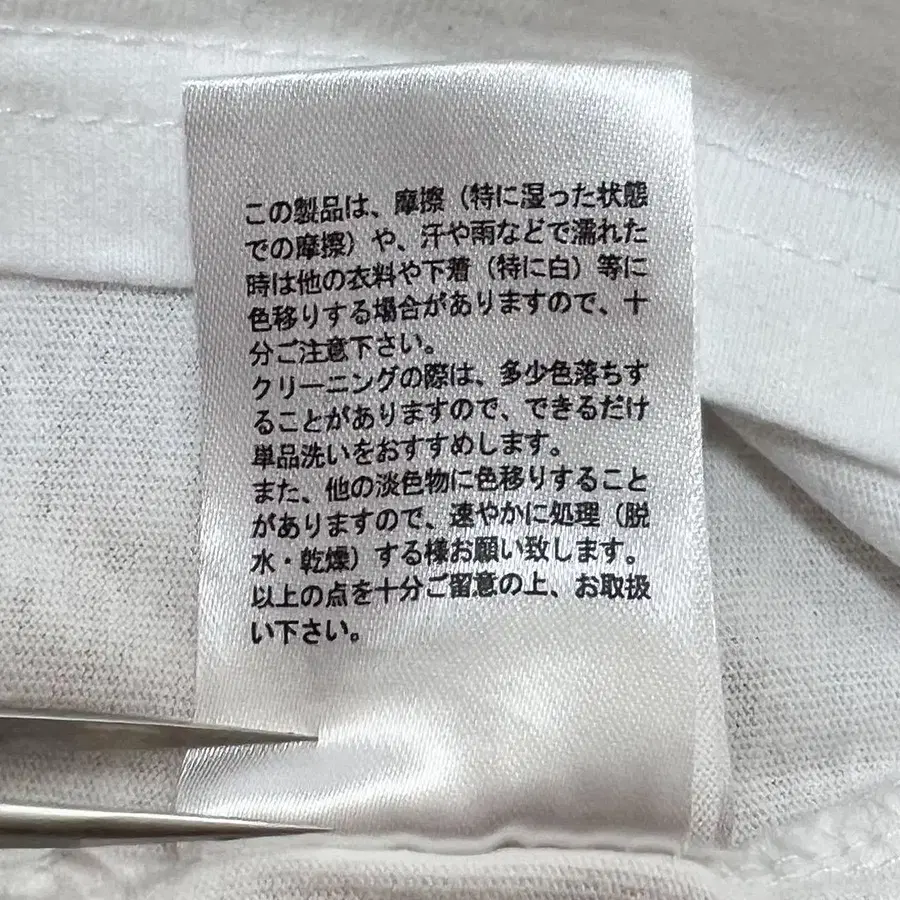 この製品は、摩擦（特に湿った状態
での摩擦）や、汗や雨などで濡れた
時は他の衣料や下着（特に白）等に
色移りする場合がありますので、十
分ご注意下さい。
クリーニングの際は、多少色落ちす
ることがありますので、できるだけ
単品洗いをおすすめします。
また、他の淡色物に色移りすること
がありますので、速やかに処理（脱
水・乾燥）する様お願い致します。
以上の点を十分ご留意の上、お取扱
い下さい。